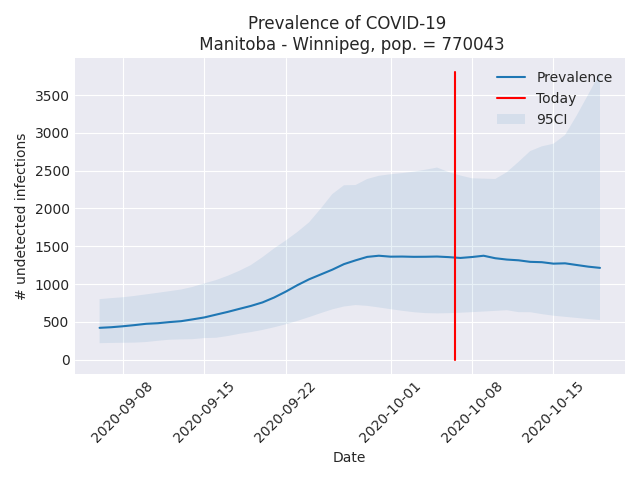 Prevalence of COVID-19
Manitoba - Winnipeg, pop. = 770043
# undetected infections
3500
3000
2500
2000
1500
1000
500
0
Prevalence
Today
95CI
2020-09-08
2020-09-15
2020-09-22
2020-10-01
2020-10-08
2020-10-15
Date